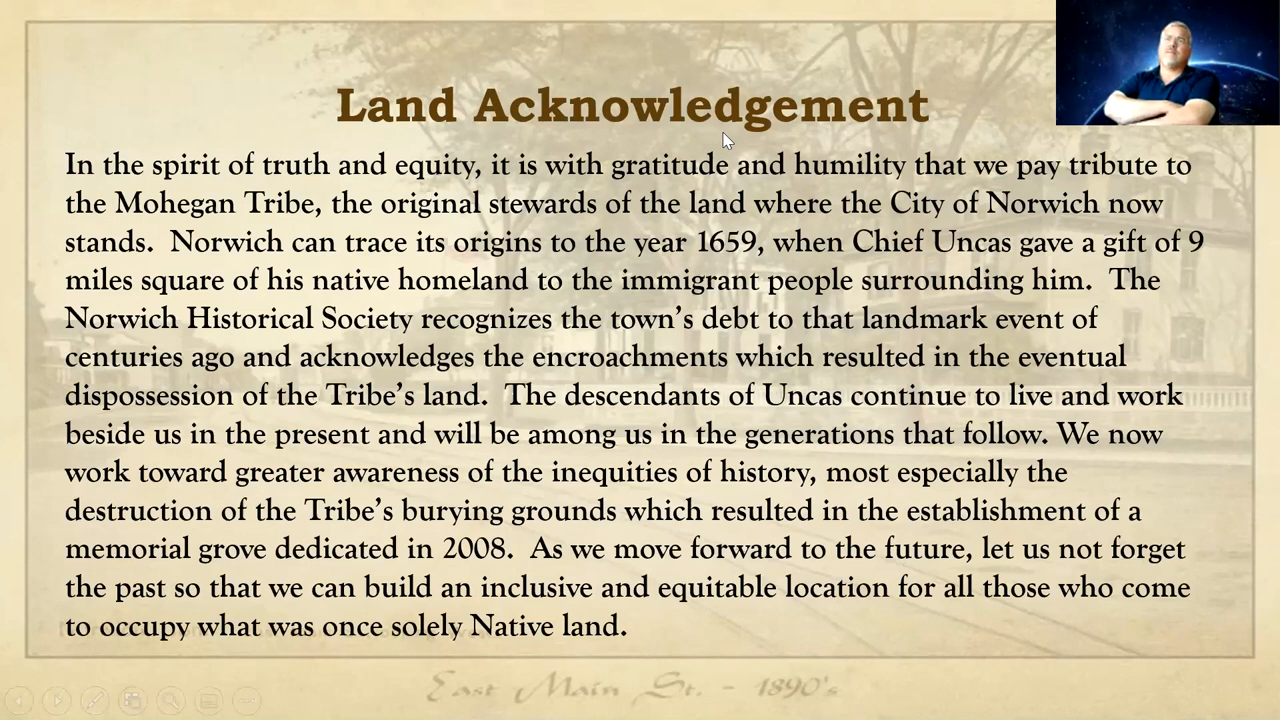 Land Acknowledgement
In the spirit of truth and equity, it is with gratitude and humility that we pay tribute to
the Mohegan Tribe, the original stewards of the land where the City of Norwich now
stands.  Norwich can trace its origins to the year 1659, when Chief Uncas gave a gift of 9
miles square of his native homeland to the immigrant people surrounding him.  The
Norwich Historical Society recognizes the town’s debt to that landmark event of
centuries ago and acknowledges the encroachments which resulted in the eventual
dispossession of the Tribe’s land.  The descendants of Uncas continue to live and work
beside us in the present and will be among us in the generations that follow. We now
work toward greater awareness of the inequities of history, most especially the
destruction of the Tribe’s burying grounds which resulted in the establishment of a
memorial grove dedicated in 2008.  As we move forward to the future, let us not forget
the past so that we can build an inclusive and equitable location for all those who come
to occupy what was once solely Native land.
East Main St. - 1890's